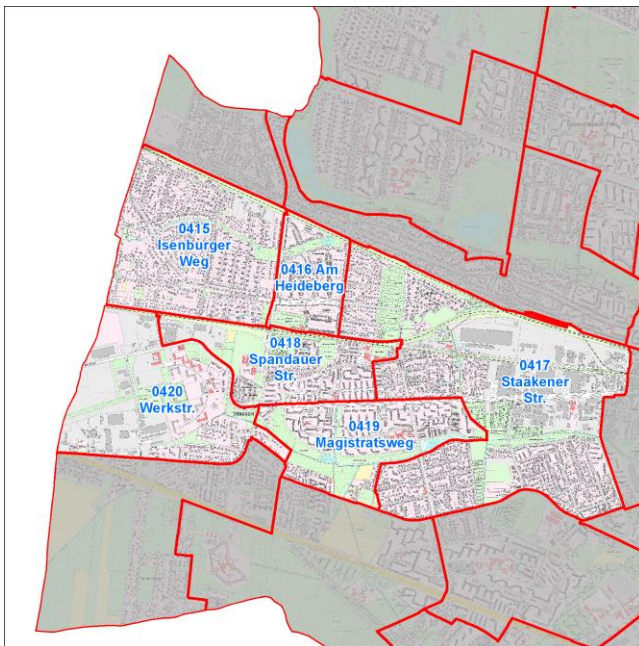 0415
Isenburger
Weg
0416 Am
Heideberg
0418
Spandauer
Str.
0417
Staakener
Str.
0420
Werkstr.
0419
Magistratsweg